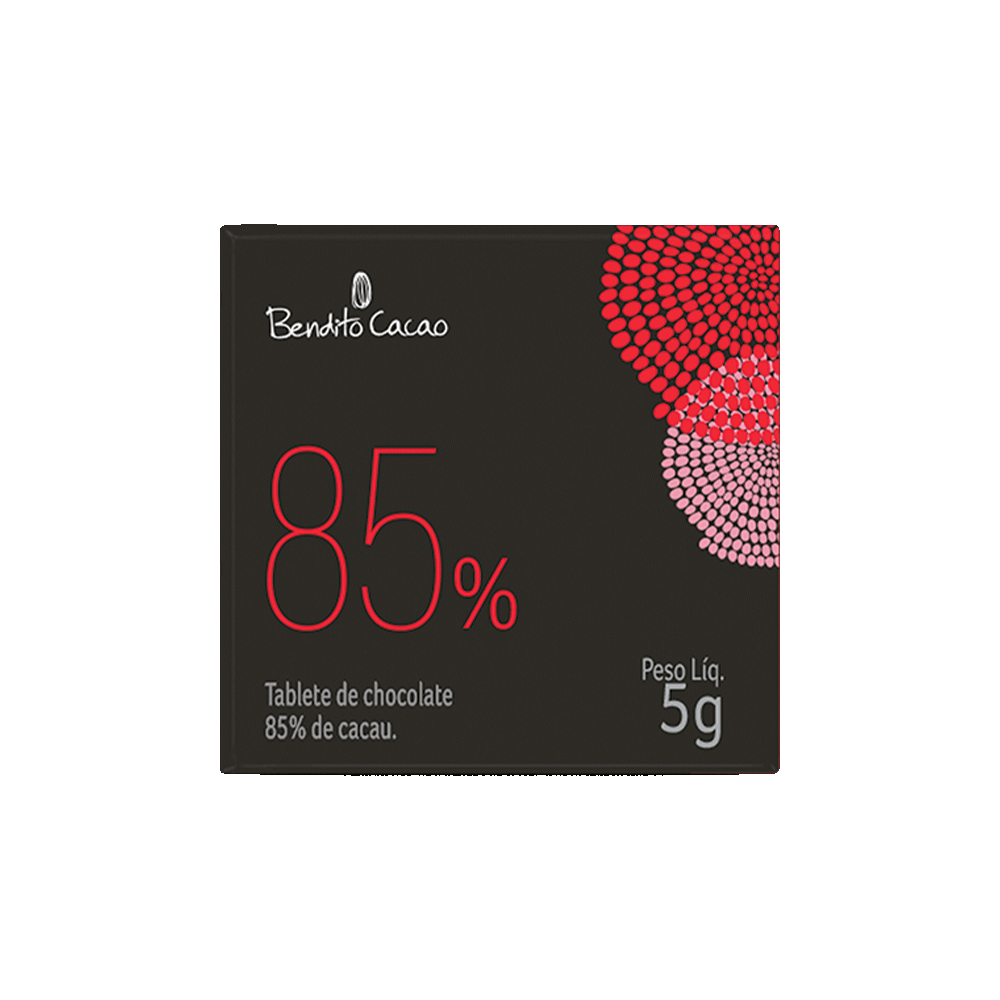 Bendito Cacao
85%
Tablete de chocolate
85% de cacau.
Peso Líq.
5g